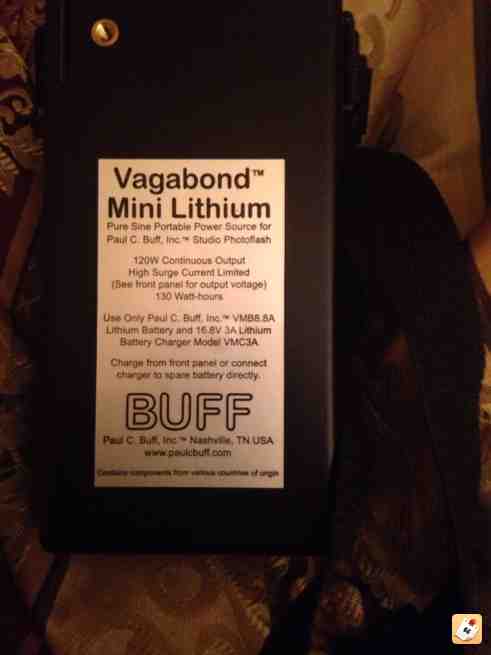 Vagabond™
Mini Lithium
Pure Sine Portable Power Source for
Paul C. Buff, Inc.™ Studio Photoflash
120W Continuous Output
High Surge Current Limited
(See front panel for output voltage)
130 Watt-hours
Use Only Paul C. Buff, Inc.™ VMB8.8A
Lithium Battery and 16.8V 3A Lithium
Battery Charger Model VMC3A
Charge from front panel or connect
charger to spare battery directly.
BUFF
Paul C. Buff, Inc.™ Nashville, TN USA
www.paulcbuff.com
Contains components from various countries of origin